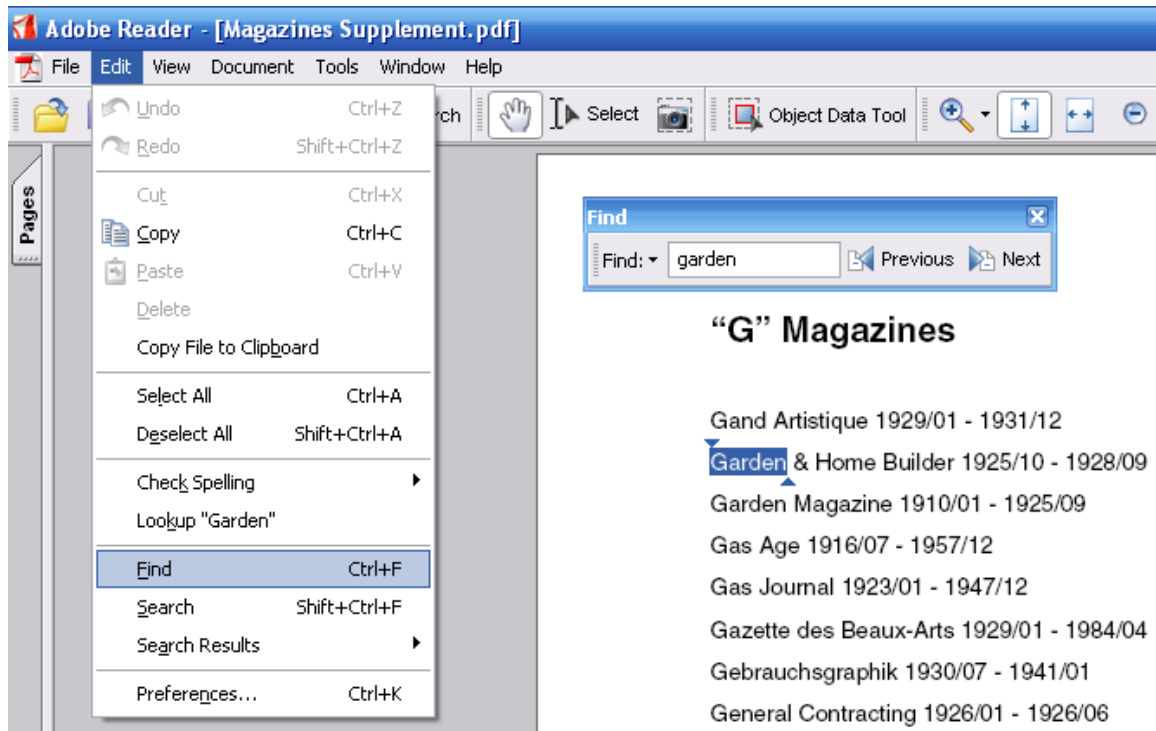 Adobe Reader - [Magazines Supplement.pdf]
File Edit View Document Tools Window Help
rch Select Object Data Tool
Pages
Undo Ctrl+Z
Redo Shift+Ctrl+Z
Cut Ctrl+X
Copy Ctrl+C
Paste Ctrl+V
Delete
Copy File to Clipboard
Select All Ctrl+A
Deselect All Shift+Ctrl+A
Check Spelling
Lookup "Garden"
Find Ctrl+F
Search Shift+Ctrl+F
Search Results
Preferences... Ctrl+K
Find
Find: garden Previous Next
“G” Magazines
Gand Artistique 1929/01 - 1931/12
Garden & Home Builder 1925/10 - 1928/09
Garden Magazine 1910/01 - 1925/09
Gas Age 1916/07 - 1957/12
Gas Journal 1923/01 - 1947/12
Gazette des Beaux-Arts 1929/01 - 1984/04
Gebrauchsgraphik 1930/07 - 1941/01
General Contracting 1926/01 - 1926/06